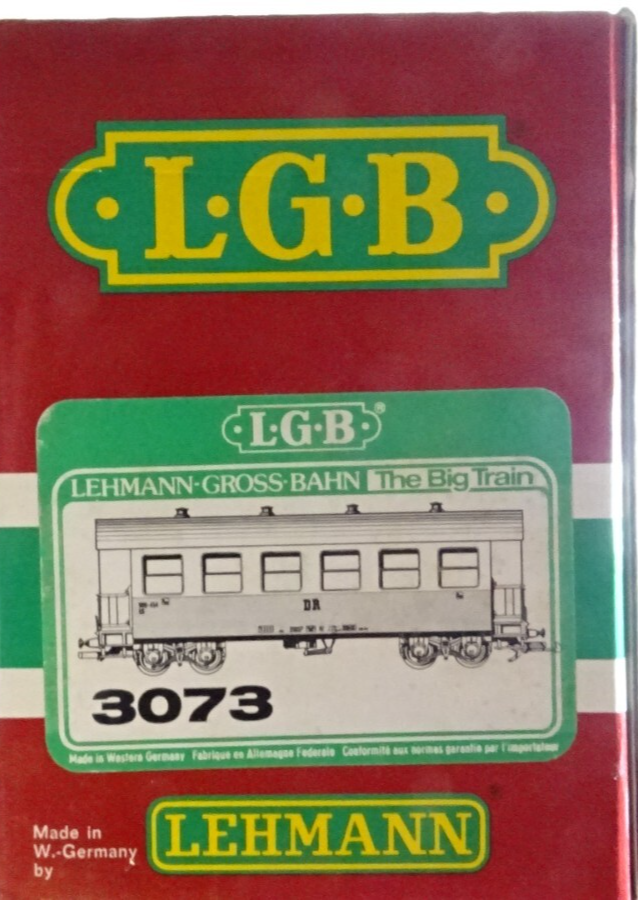 L·G·B
L·G·B®
LEHMANN-GROSS-BAHN The Big Train
DR
3073
Made in Western Germany Fabriqué en Allemagne Federale Conformité aux normes garantie par l'importateur
Made in
W.-Germany
by
LEHMANN